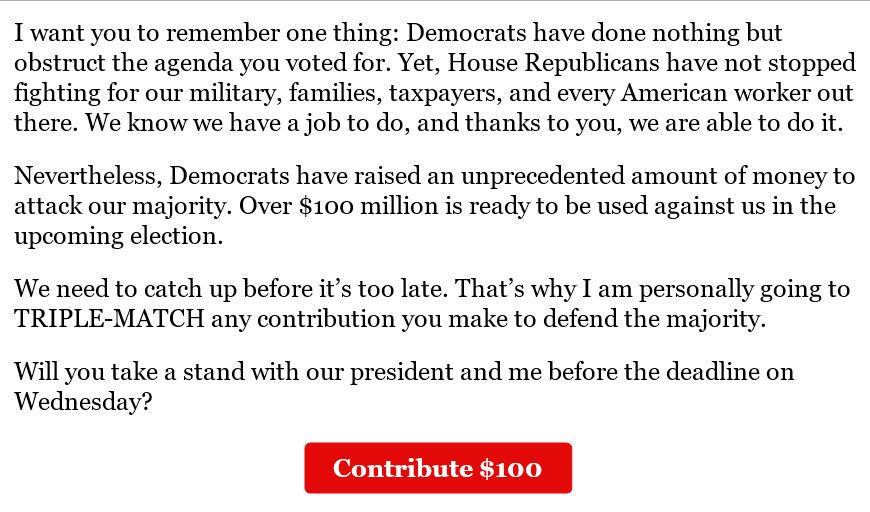 I want you to remember one thing: Democrats have done nothing but
obstruct the agenda you voted for. Yet, House Republicans have not stopped
fighting for our military, families, taxpayers, and every American worker out
there. We know we have a job to do, and thanks to you, we are able to do it.
Nevertheless, Democrats have raised an unprecedented amount of money to
attack our majority. Over $100 million is ready to be used against us in the
upcoming election.
We need to catch up before it’s too late. That’s why I am personally going to
TRIPLE-MATCH any contribution you make to defend the majority.
Will you take a stand with our president and me before the deadline on
Wednesday?
Contribute $100